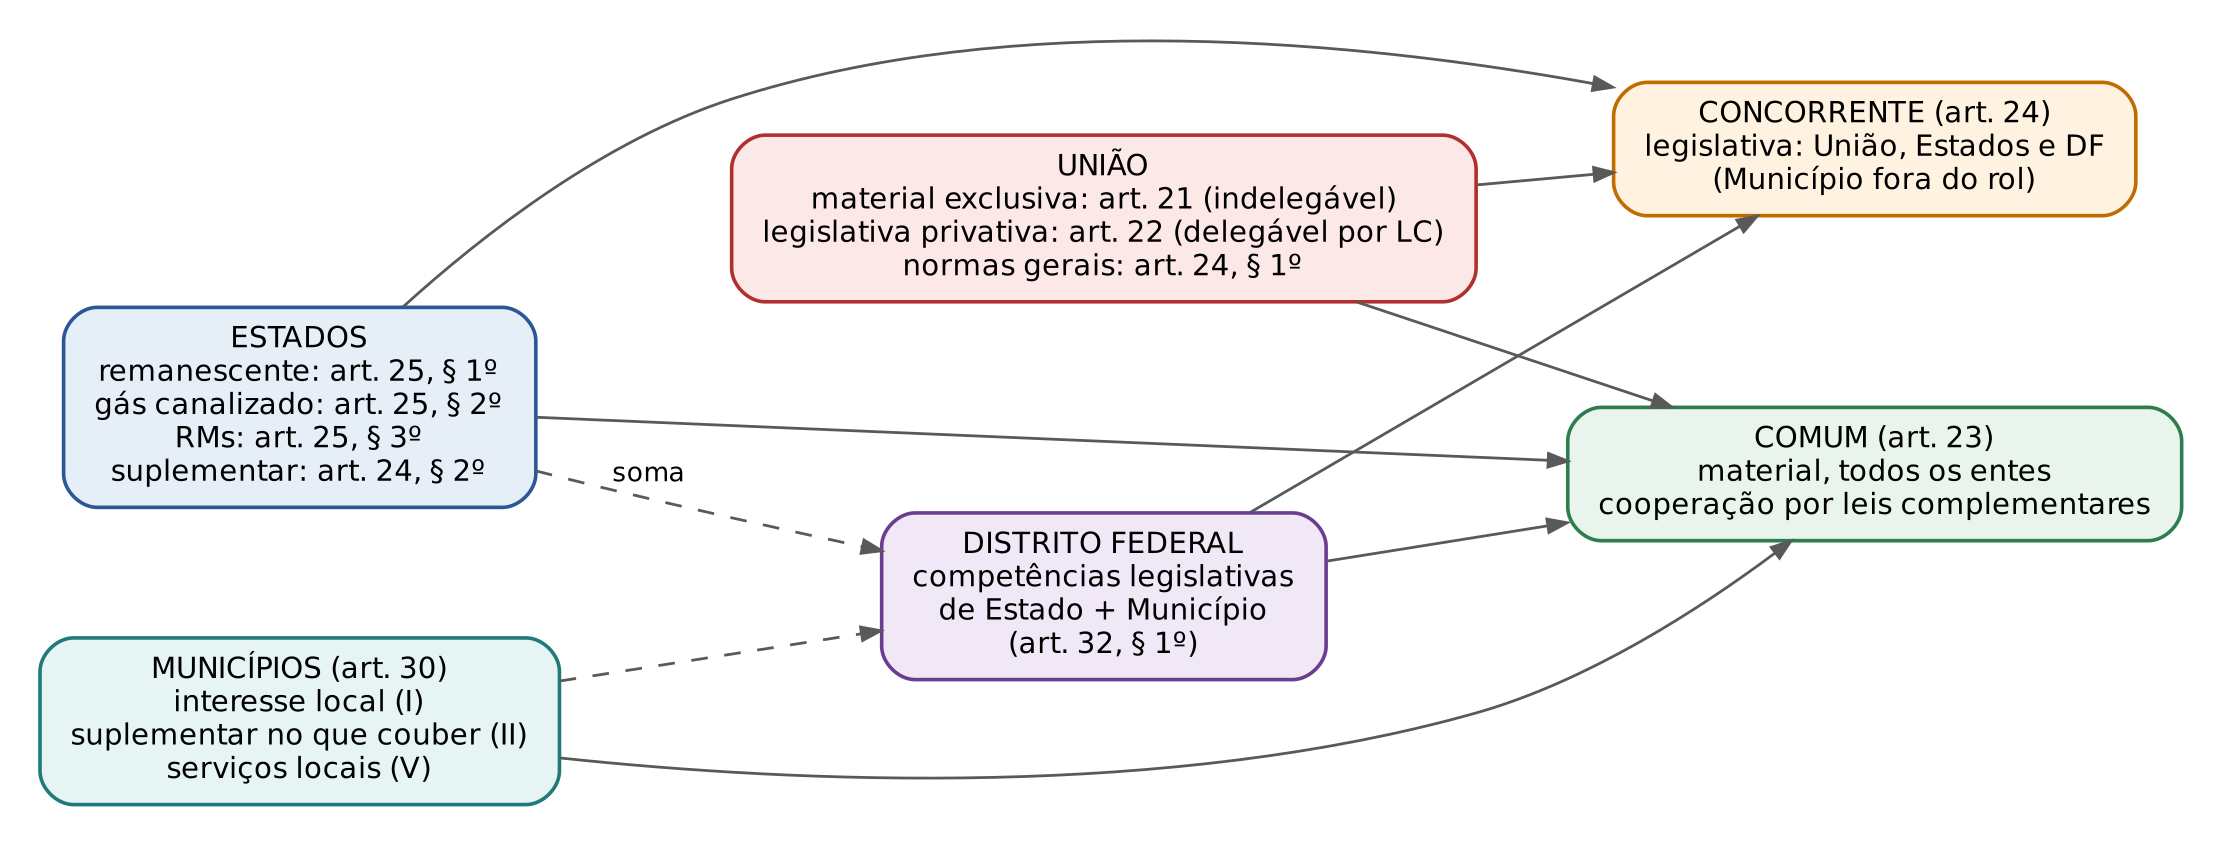 CONCORRENTE (art. 24)
legislativa: União, Estados e DF
(Município fora do rol)
UNIÃO
material exclusiva: art. 21 (indelegável)
legislativa privativa: art. 22 (delegável por LC)
normas gerais: art. 24, § 1º
ESTADOS
remanescente: art. 25, § 1º
gás canalizado: art. 25, § 2º
RMs: art. 25, § 3º
suplementar: art. 24, § 2º
soma
COMUM (art. 23)
material, todos os entes
cooperação por leis complementares
DISTRITO FEDERAL
competências legislativas
de Estado + Município
(art. 32, § 1º)
MUNICÍPIOS (art. 30)
interesse local (I)
suplementar no que couber (II)
serviços locais (V)